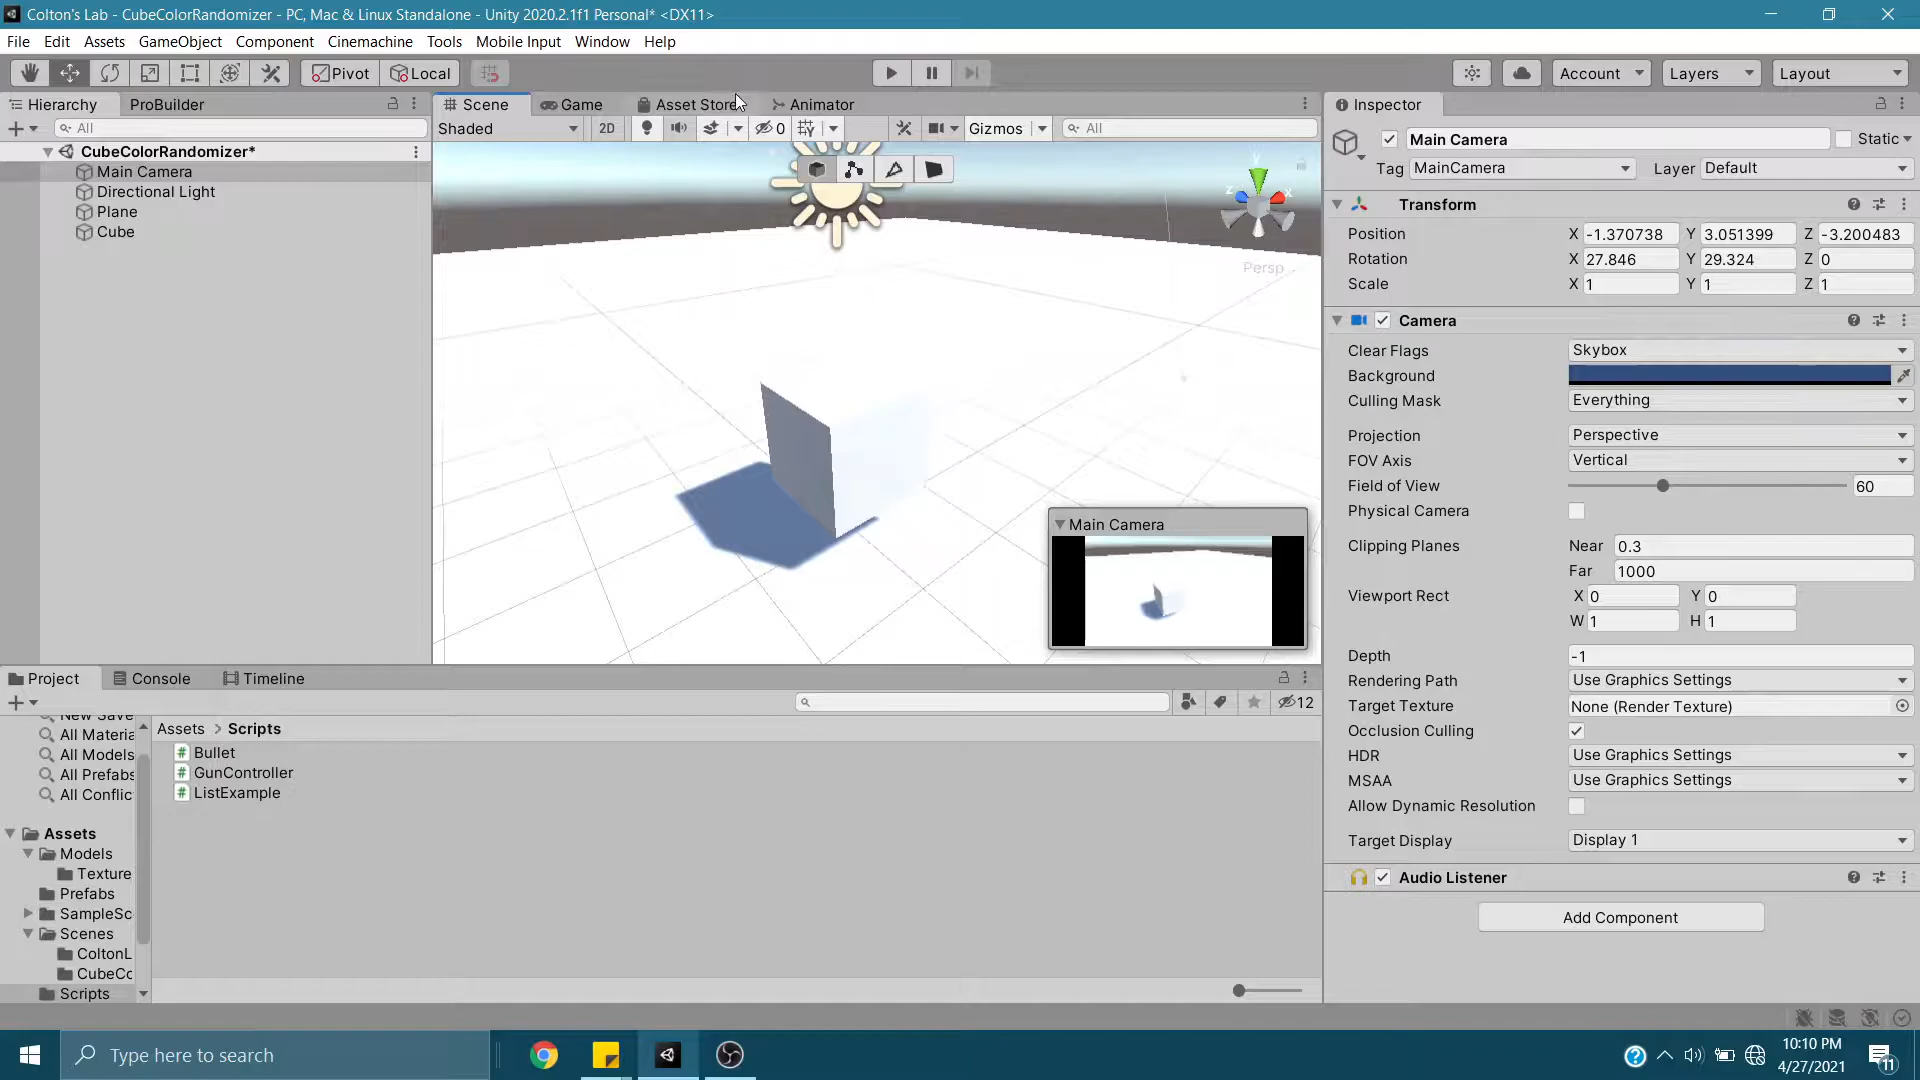 Colton's Lab - CubeColorRandomizer - PC, Mac & Linux Standalone - Unity 2020.2.1f1 Personal* <DX11>
File Edit Assets GameObject Component Cinemachine Tools Mobile Input Window Help
Pivot Local Account Layers Layout
Hierarchy ProBuilder
All
CubeColorRandomizer*
Main Camera
Directional Light
Plane
Cube
Scene Game Asset Store Animator
Shaded 2D 0 Gizmos All
y
z x
Persp
Main Camera
Inspector
Main Camera Static
Tag MainCamera Layer Default
Transform
Position X -1.370738 Y 3.051399 Z -3.200483
Rotation X 27.846 Y 29.324 Z 0
Scale X 1 Y 1 Z 1
Camera
Clear Flags Skybox
Background
Culling Mask Everything
Projection Perspective
FOV Axis Vertical
Field of View 60
Physical Camera
Clipping Planes Near 0.3
Far 1000
Viewport Rect X 0 Y 0
W 1 H 1
Depth -1
Rendering Path Use Graphics Settings
Target Texture None (Render Texture)
Occlusion Culling
HDR Use Graphics Settings
MSAA Use Graphics Settings
Allow Dynamic Resolution
Target Display Display 1
Audio Listener
Add Component
Project Console Timeline
12
New Save
All Materia
All Models
All Prefabs
All Conflic
Assets
Models
Texture
Prefabs
SampleSc
Scenes
ColtonL
CubeCo
Scripts
Assets > Scripts
Bullet
GunController
ListExample
Type here to search
10:10 PM
4/27/2021
11